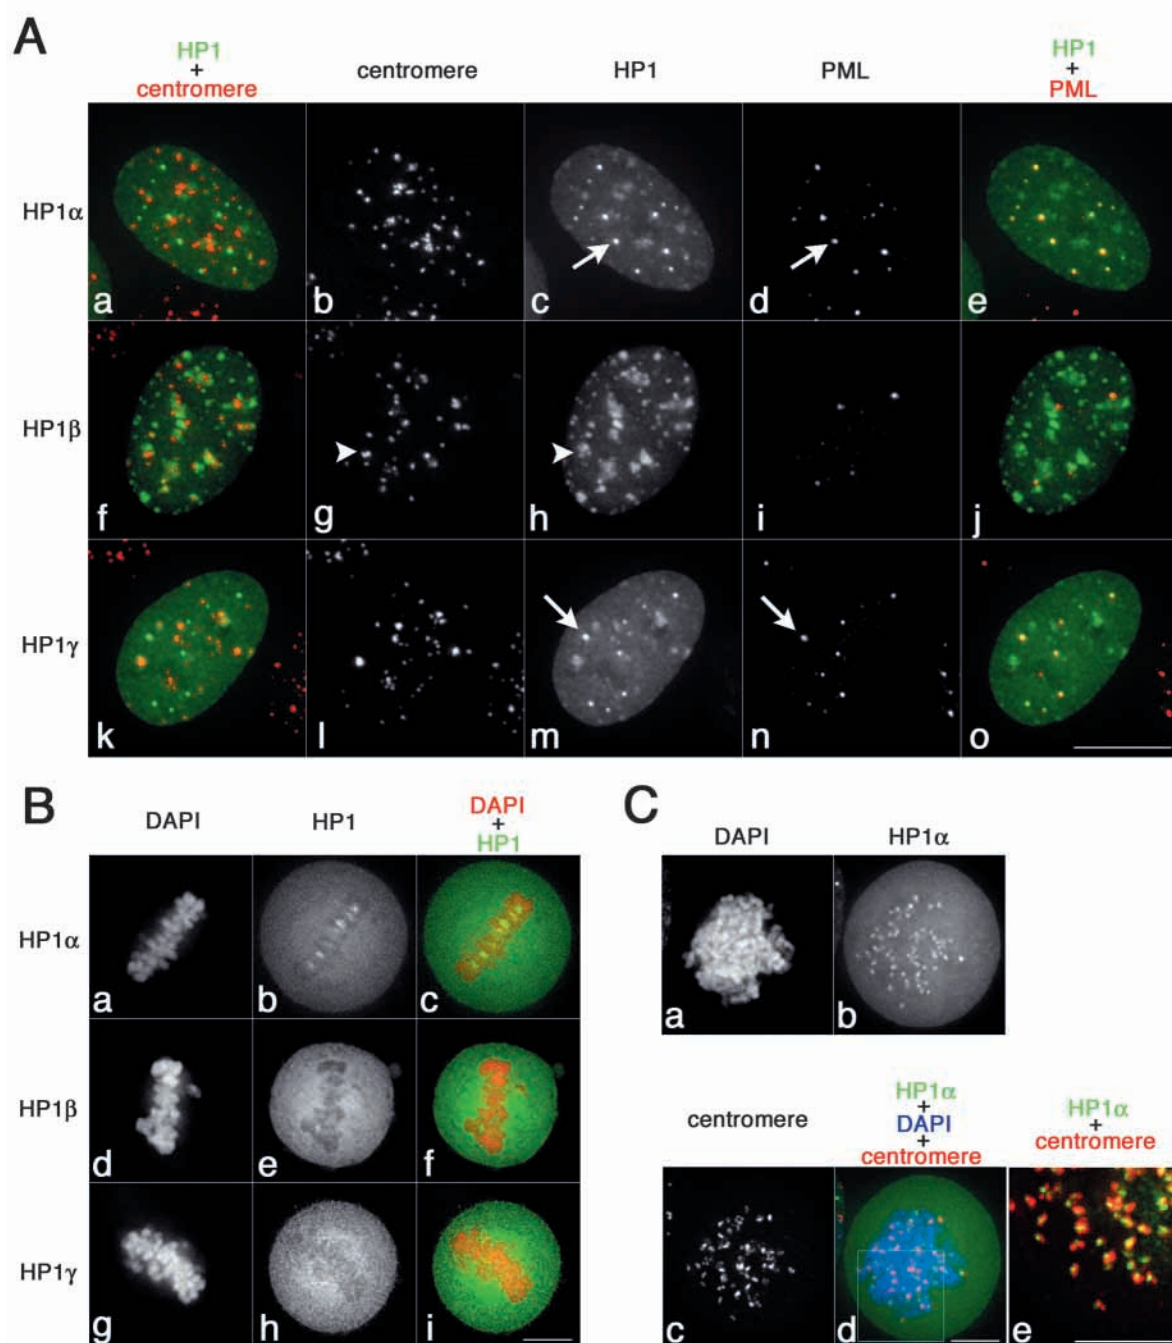 A
HP1
+
centromere
centromere
HP1
PML
HP1
+
PML
HP1α
a
b
c
d
e
HP1β
f
g
h
i
j
HP1γ
k
l
m
n
o
B
DAPI
HP1
DAPI
+
HP1
HP1α
a
b
c
HP1β
d
e
f
HP1γ
g
h
i
C
DAPI
HP1α
a
b
centromere
HP1α
+
DAPI
+
centromere
HP1α
+
centromere
c
d
e